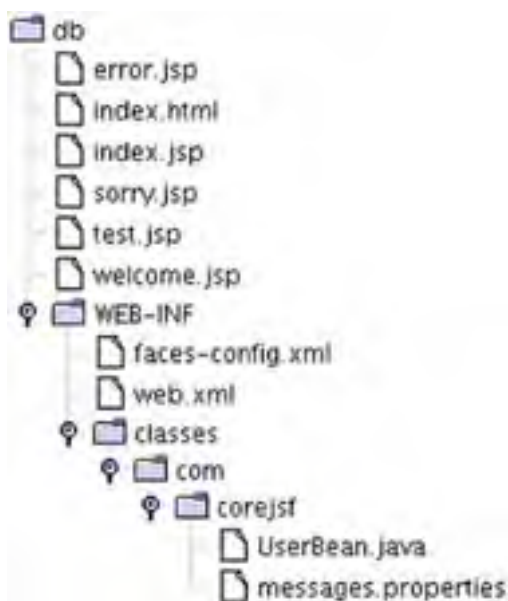 db
error.jsp
index.html
index.jsp
sorry.jsp
test.jsp
welcome.jsp
WEB-INF
faces-config.xml
web.xml
classes
com
corejsf
UserBean.java
messages.properties